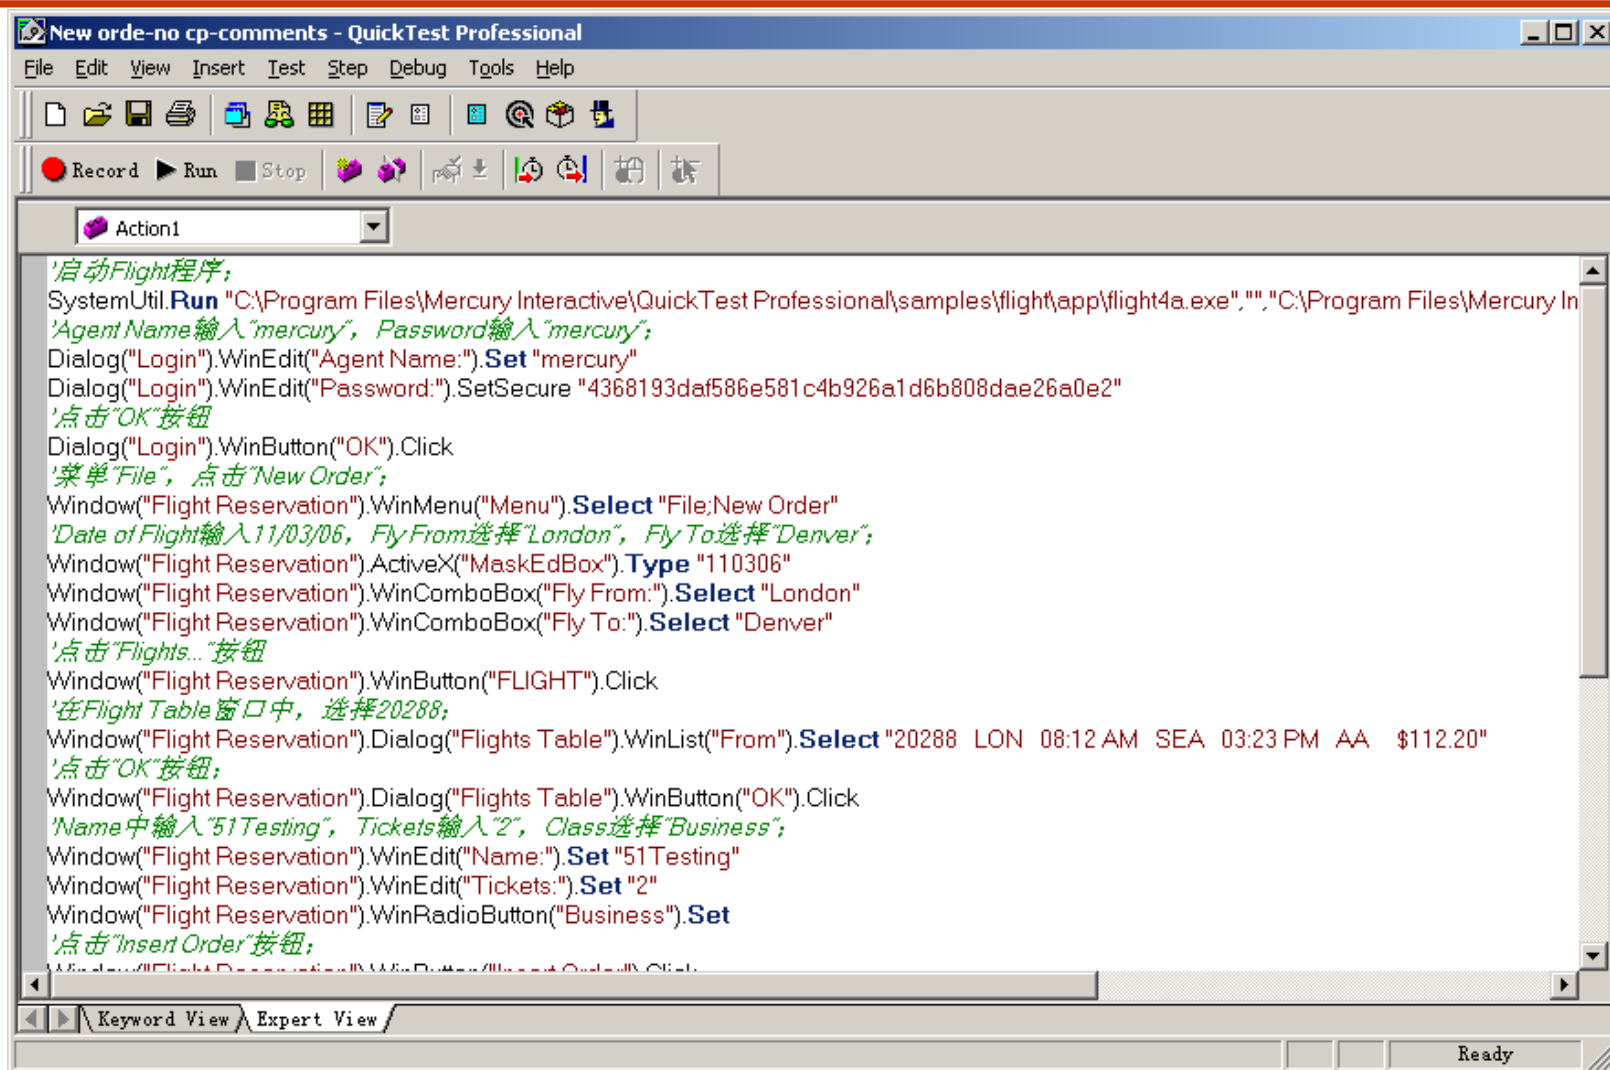 New orde-no cp-comments - QuickTest Professional
File Edit View Insert Test Step Debug Tools Help
Record Run Stop
Action1
'启动Flight程序;
SystemUtil.Run "C:\Program Files\Mercury Interactive\QuickTest Professional\samples\flight\app\flight4a.exe","","C:\Program Files\Mercury In
'Agent Name输入"mercury", Password输入"mercury";
Dialog("Login").WinEdit("Agent Name:").Set "mercury"
Dialog("Login").WinEdit("Password:").SetSecure "4368193daf586e581c4b926a1d6b808dae26a0e2"
'点击"OK"按钮
Dialog("Login").WinButton("OK").Click
'菜单"File", 点击"New Order";
Window("Flight Reservation").WinMenu("Menu").Select "File;New Order"
'Date of Flight输入11/03/06, Fly From选择"London", Fly To选择"Denver";
Window("Flight Reservation").ActiveX("MaskEdBox").Type "110306"
Window("Flight Reservation").WinComboBox("Fly From:").Select "London"
Window("Flight Reservation").WinComboBox("Fly To:").Select "Denver"
'点击"Flights..."按钮
Window("Flight Reservation").WinButton("FLIGHT").Click
'在Flight Table窗口中, 选择20288;
Window("Flight Reservation").Dialog("Flights Table").WinList("From").Select "20288 LON 08:12 AM SEA 03:23 PM AA $112.20"
'点击"OK"按钮;
Window("Flight Reservation").Dialog("Flights Table").WinButton("OK").Click
'Name中输入"51Testing", Tickets输入"2", Class选择"Business";
Window("Flight Reservation").WinEdit("Name:").Set "51Testing"
Window("Flight Reservation").WinEdit("Tickets:").Set "2"
Window("Flight Reservation").WinRadioButton("Business").Set
'点击"Insert Order"按钮;
Window("Flight Reservation").WinButton("Insert Order").Click
Keyword View Expert View
Ready